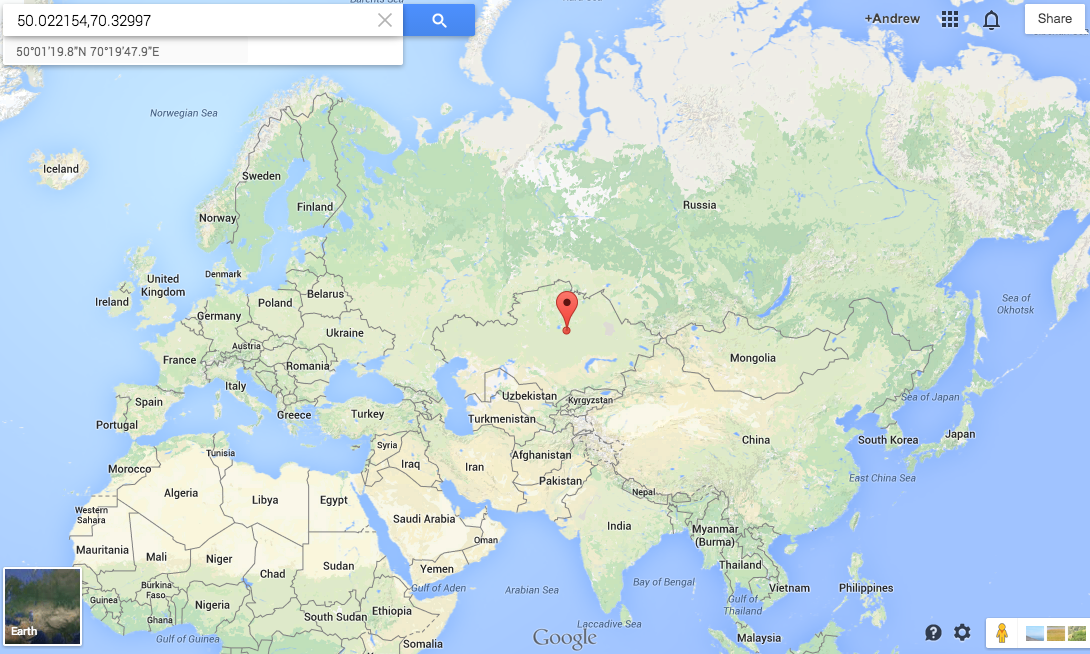 50.022154,70.32997
50°01'19.8"N 70°19'47.9"E
+Andrew
Share
Norwegian Sea
Iceland
Sweden
Finland
Norway
Russia
United
Kingdom
Denmark
Ireland
Belarus
Poland
Germany
Sea of
Okhotsk
Ukraine
Austria
France
Romania
Mongolia
Italy
Spain
Uzbekistan
Kyrgyzstan
Sea of Japan
Portugal
Greece
Turkey
Turkmenistan
China
South Korea
Japan
Syria
Tunisia
Iraq
Iran
Afghanistan
Morocco
Pakistan
East China Sea
Algeria
Libya
Egypt
Nepal
Western
Sahara
Saudi Arabia
India
Myanmar
(Burma)
Oman
Mauritania
Mali
Niger
Chad
Sudan
Yemen
Thailand
Burkina
Faso
Gulf of Aden
Arabian Sea
Bay of Bengal
Vietnam
Philippines
Guinea
Nigeria
Ghana
Ethiopia
South Sudan
Gulf of
Thailand
Laccadive Sea
Earth
Gulf of Guinea
Somalia
Google
Malaysia